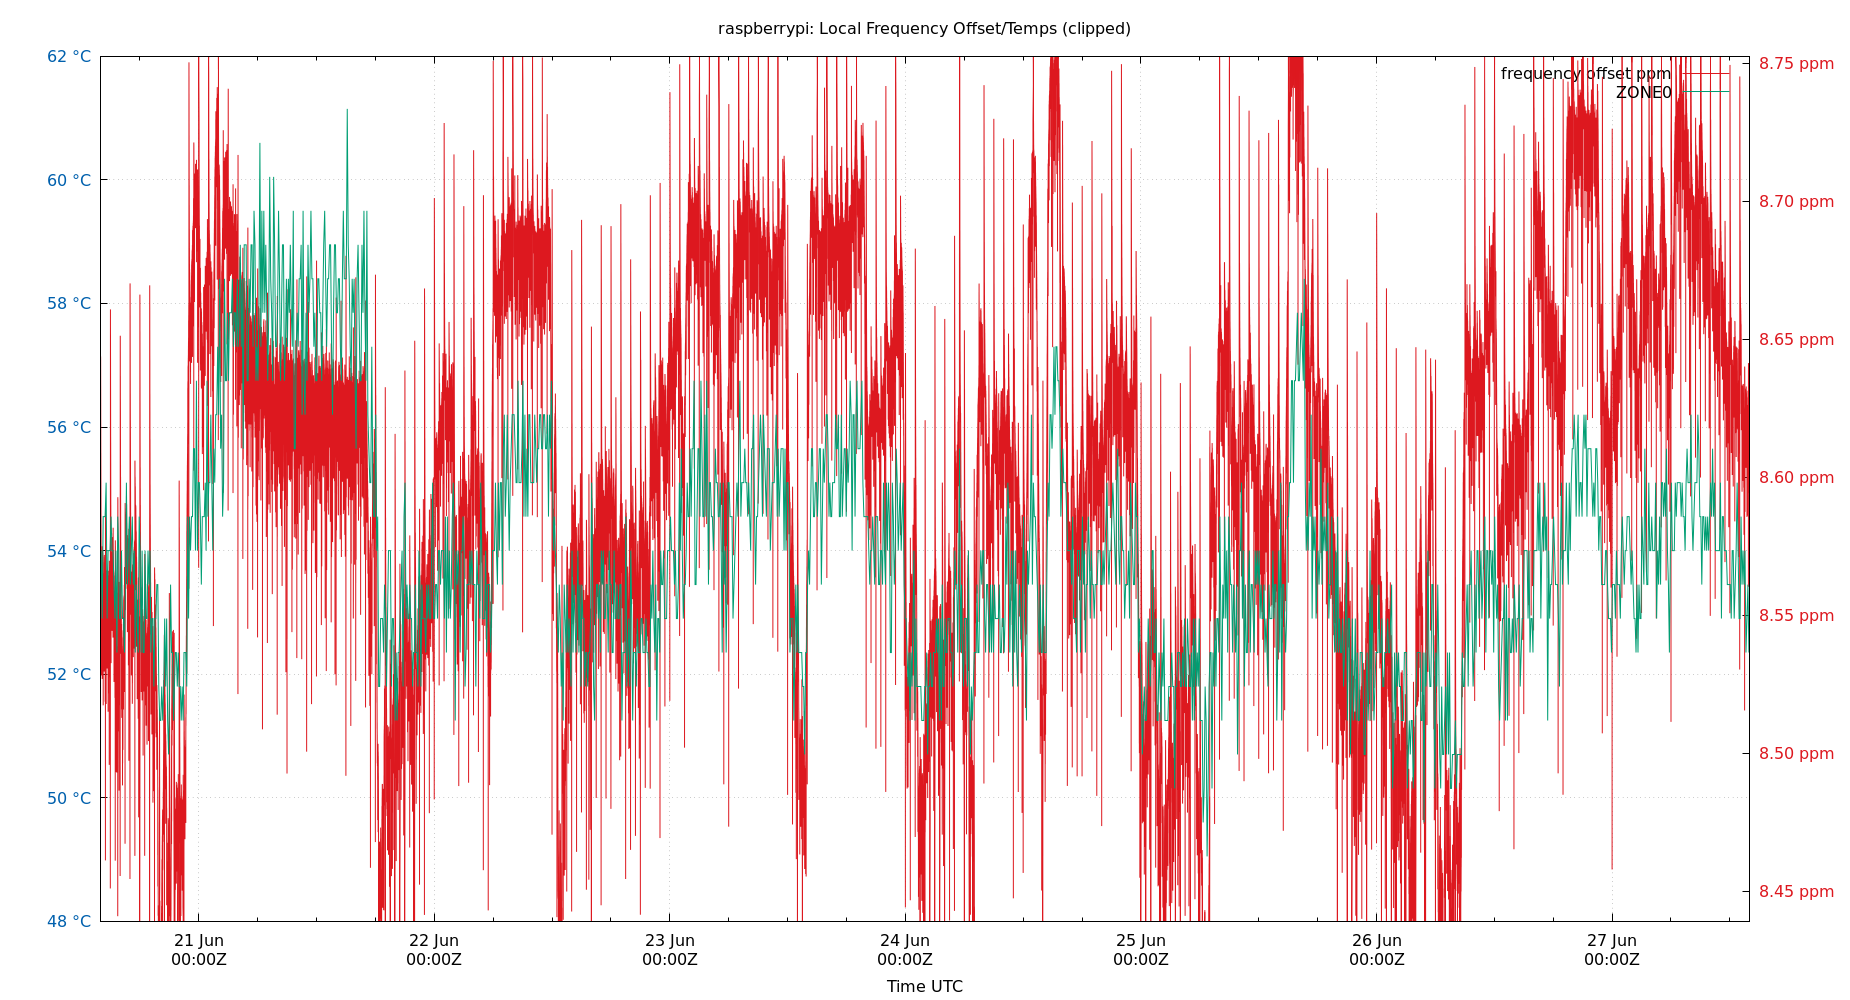 raspberrypi: Local Frequency Offset/Temps (clipped)
62 °C
60 °C
58 °C
56 °C
54 °C
52 °C
50 °C
48 °C
8.75 ppm
8.70 ppm
8.65 ppm
8.60 ppm
8.55 ppm
8.50 ppm
8.45 ppm
frequency offset ppm
ZONE0
21 Jun
00:00Z
22 Jun
00:00Z
23 Jun
00:00Z
24 Jun
00:00Z
25 Jun
00:00Z
26 Jun
00:00Z
27 Jun
00:00Z
Time UTC